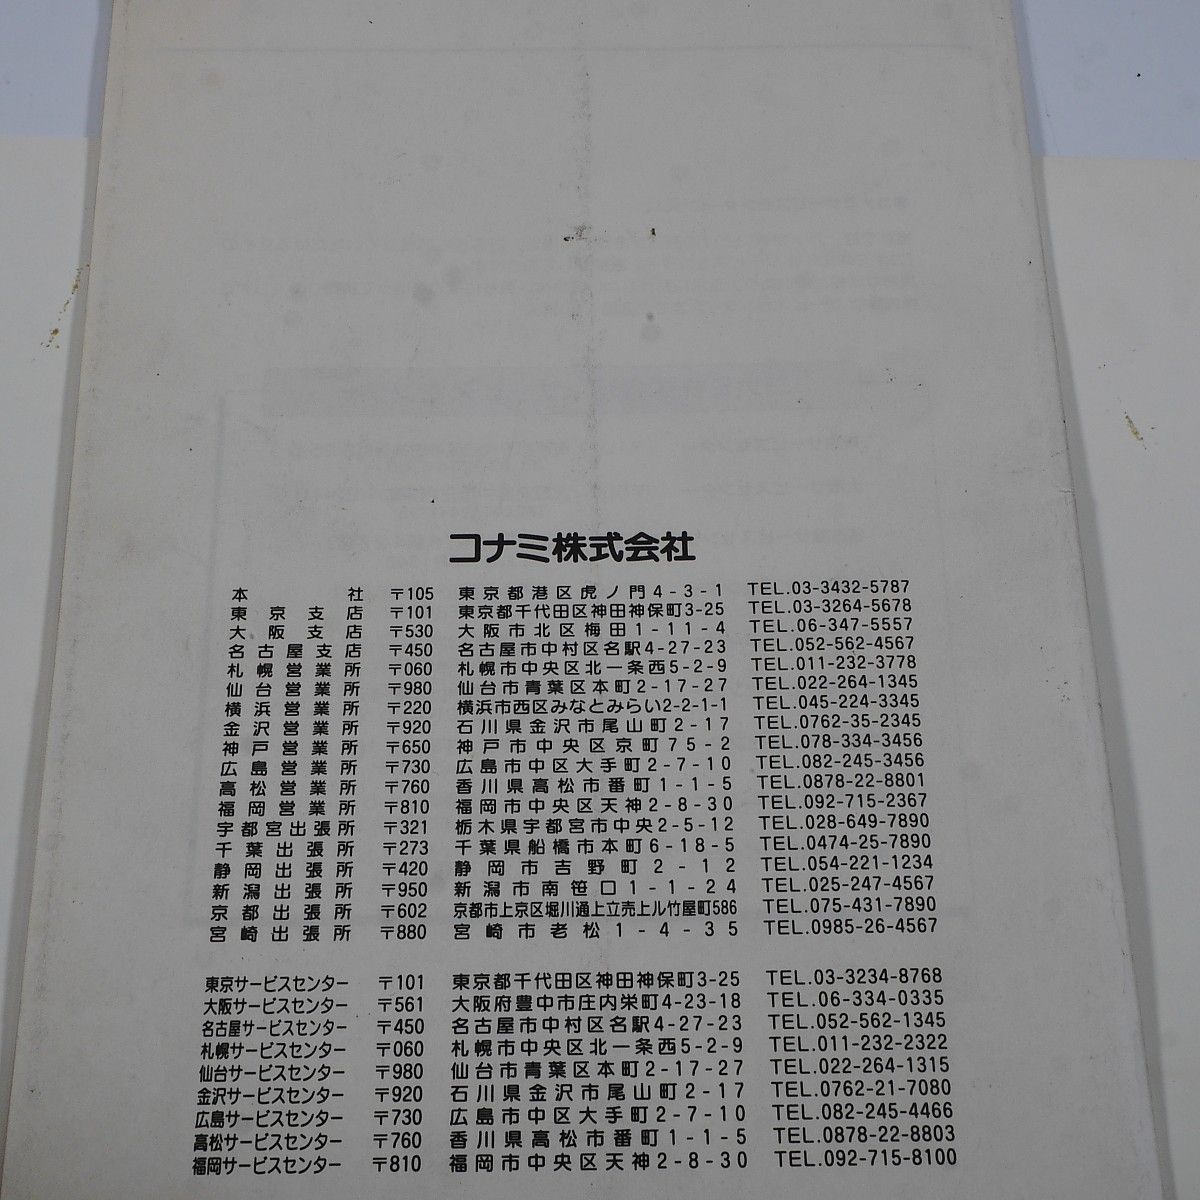 コナミ株式会社
本社 〒105 東京都港区虎ノ門4-3-1 TEL.03-3432-5787
東京支店 〒101 東京都千代田区神田神保町3-25 TEL.03-3264-5678
大阪支店 〒530 大阪市北区梅田1-11-4 TEL.06-347-5557
名古屋支店 〒450 名古屋市中村区名駅4-27-23 TEL.052-562-4567
札幌営業所 〒060 札幌市中央区北一条西5-2-9 TEL.011-232-3778
仙台営業所 〒980 仙台市青葉区本町2-17-27 TEL.022-264-1345
横浜営業所 〒220 横浜市西区みなとみらい2-2-1-1 TEL.045-224-3345
金沢営業所 〒920 石川県金沢市尾山町2-17 TEL.0762-35-2345
神戸営業所 〒650 神戸市中央区京町75-2 TEL.078-334-3456
広島営業所 〒730 広島市中区大手町2-7-10 TEL.082-245-3456
高松営業所 〒760 香川県高松市番町1-1-5 TEL.0878-22-8801
福岡営業所 〒810 福岡市中央区天神2-8-30 TEL.092-715-2367
宇都宮出張所 〒321 栃木県宇都宮市中央2-5-12 TEL.028-649-7890
千葉出張所 〒273 千葉県船橋市本町6-18-5 TEL.0474-25-7890
静岡出張所 〒420 静岡市吉野町2-12 TEL.054-221-1234
新潟出張所 〒950 新潟市南笹口1-1-24 TEL.025-247-4567
京都出張所 〒602 京都市上京区堀川通上立売上ル竹屋町586 TEL.075-431-7890
宮崎出張所 〒880 宮崎市老松1-4-35 TEL.0985-26-4567
東京サービスセンター 〒101 東京都千代田区神田神保町3-25 TEL.03-3234-8768
大阪サービスセンター 〒561 大阪府豊中市庄内栄町4-23-18 TEL.06-334-0335
名古屋サービスセンター 〒450 名古屋市中村区名駅4-27-23 TEL.052-562-1345
札幌サービスセンター 〒060 札幌市中央区北一条西5-2-9 TEL.011-232-2322
仙台サービスセンター 〒980 仙台市青葉区本町2-17-27 TEL.022-264-1315
金沢サービスセンター 〒920 石川県金沢市尾山町2-17 TEL.0762-21-7080
広島サービスセンター 〒730 広島市中区大手町2-7-10 TEL.082-245-4466
高松サービスセンター 〒760 香川県高松市番町1-1-5 TEL.0878-22-8803
福岡サービスセンター 〒810 福岡市中央区天神2-8-30 TEL.092-715-8100